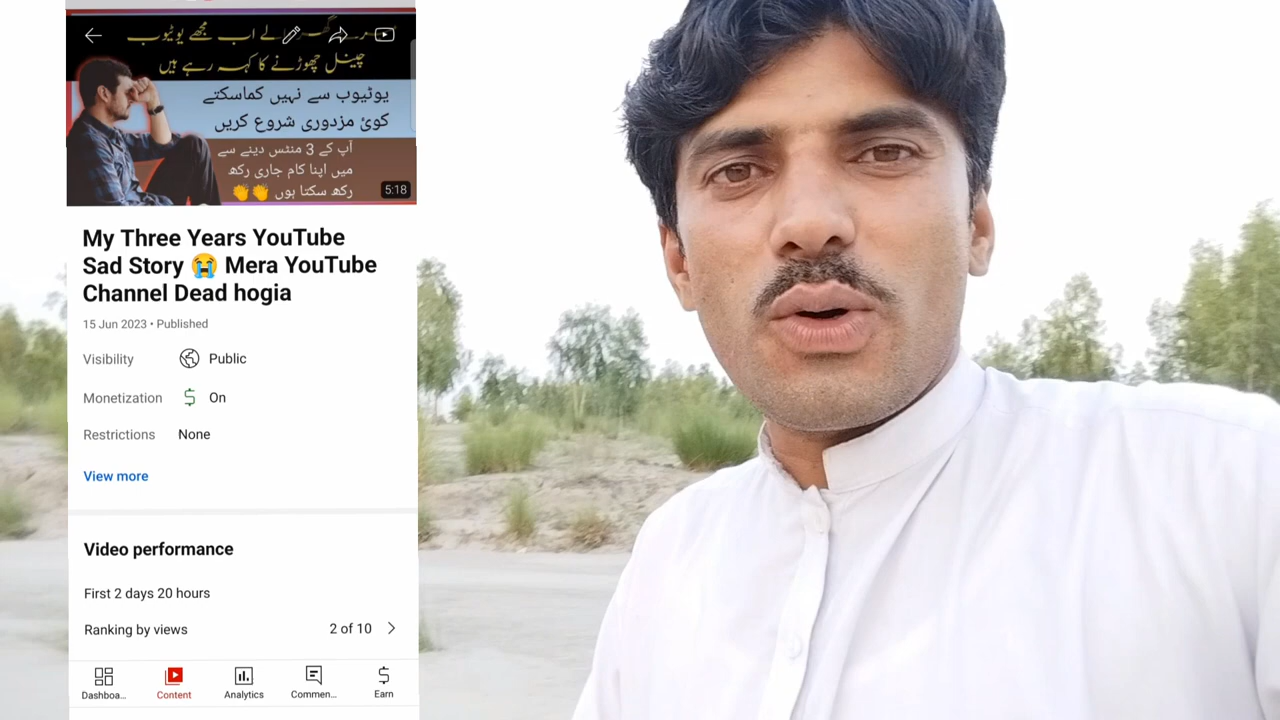 لے اب مجھے یوٹیوب
چینل چھوڑنے کا کہہ رہے ہیں
یوٹیوب سے نہیں کماسکتے
کوئ مزدوری شروع کریں
آپ کے 3 منٹس دینے سے
میں اپنا کام جاری رکھ
رکھ سکتا ہوں 👏👏
5:18
My Three Years YouTube
Sad Story 😭 Mera YouTube
Channel Dead hogia
15 Jun 2023 • Published
Visibility Public
Monetization On
Restrictions None
View more
Video performance
First 2 days 20 hours
Ranking by views 2 of 10
Dashboa... Content Analytics Commen... Earn